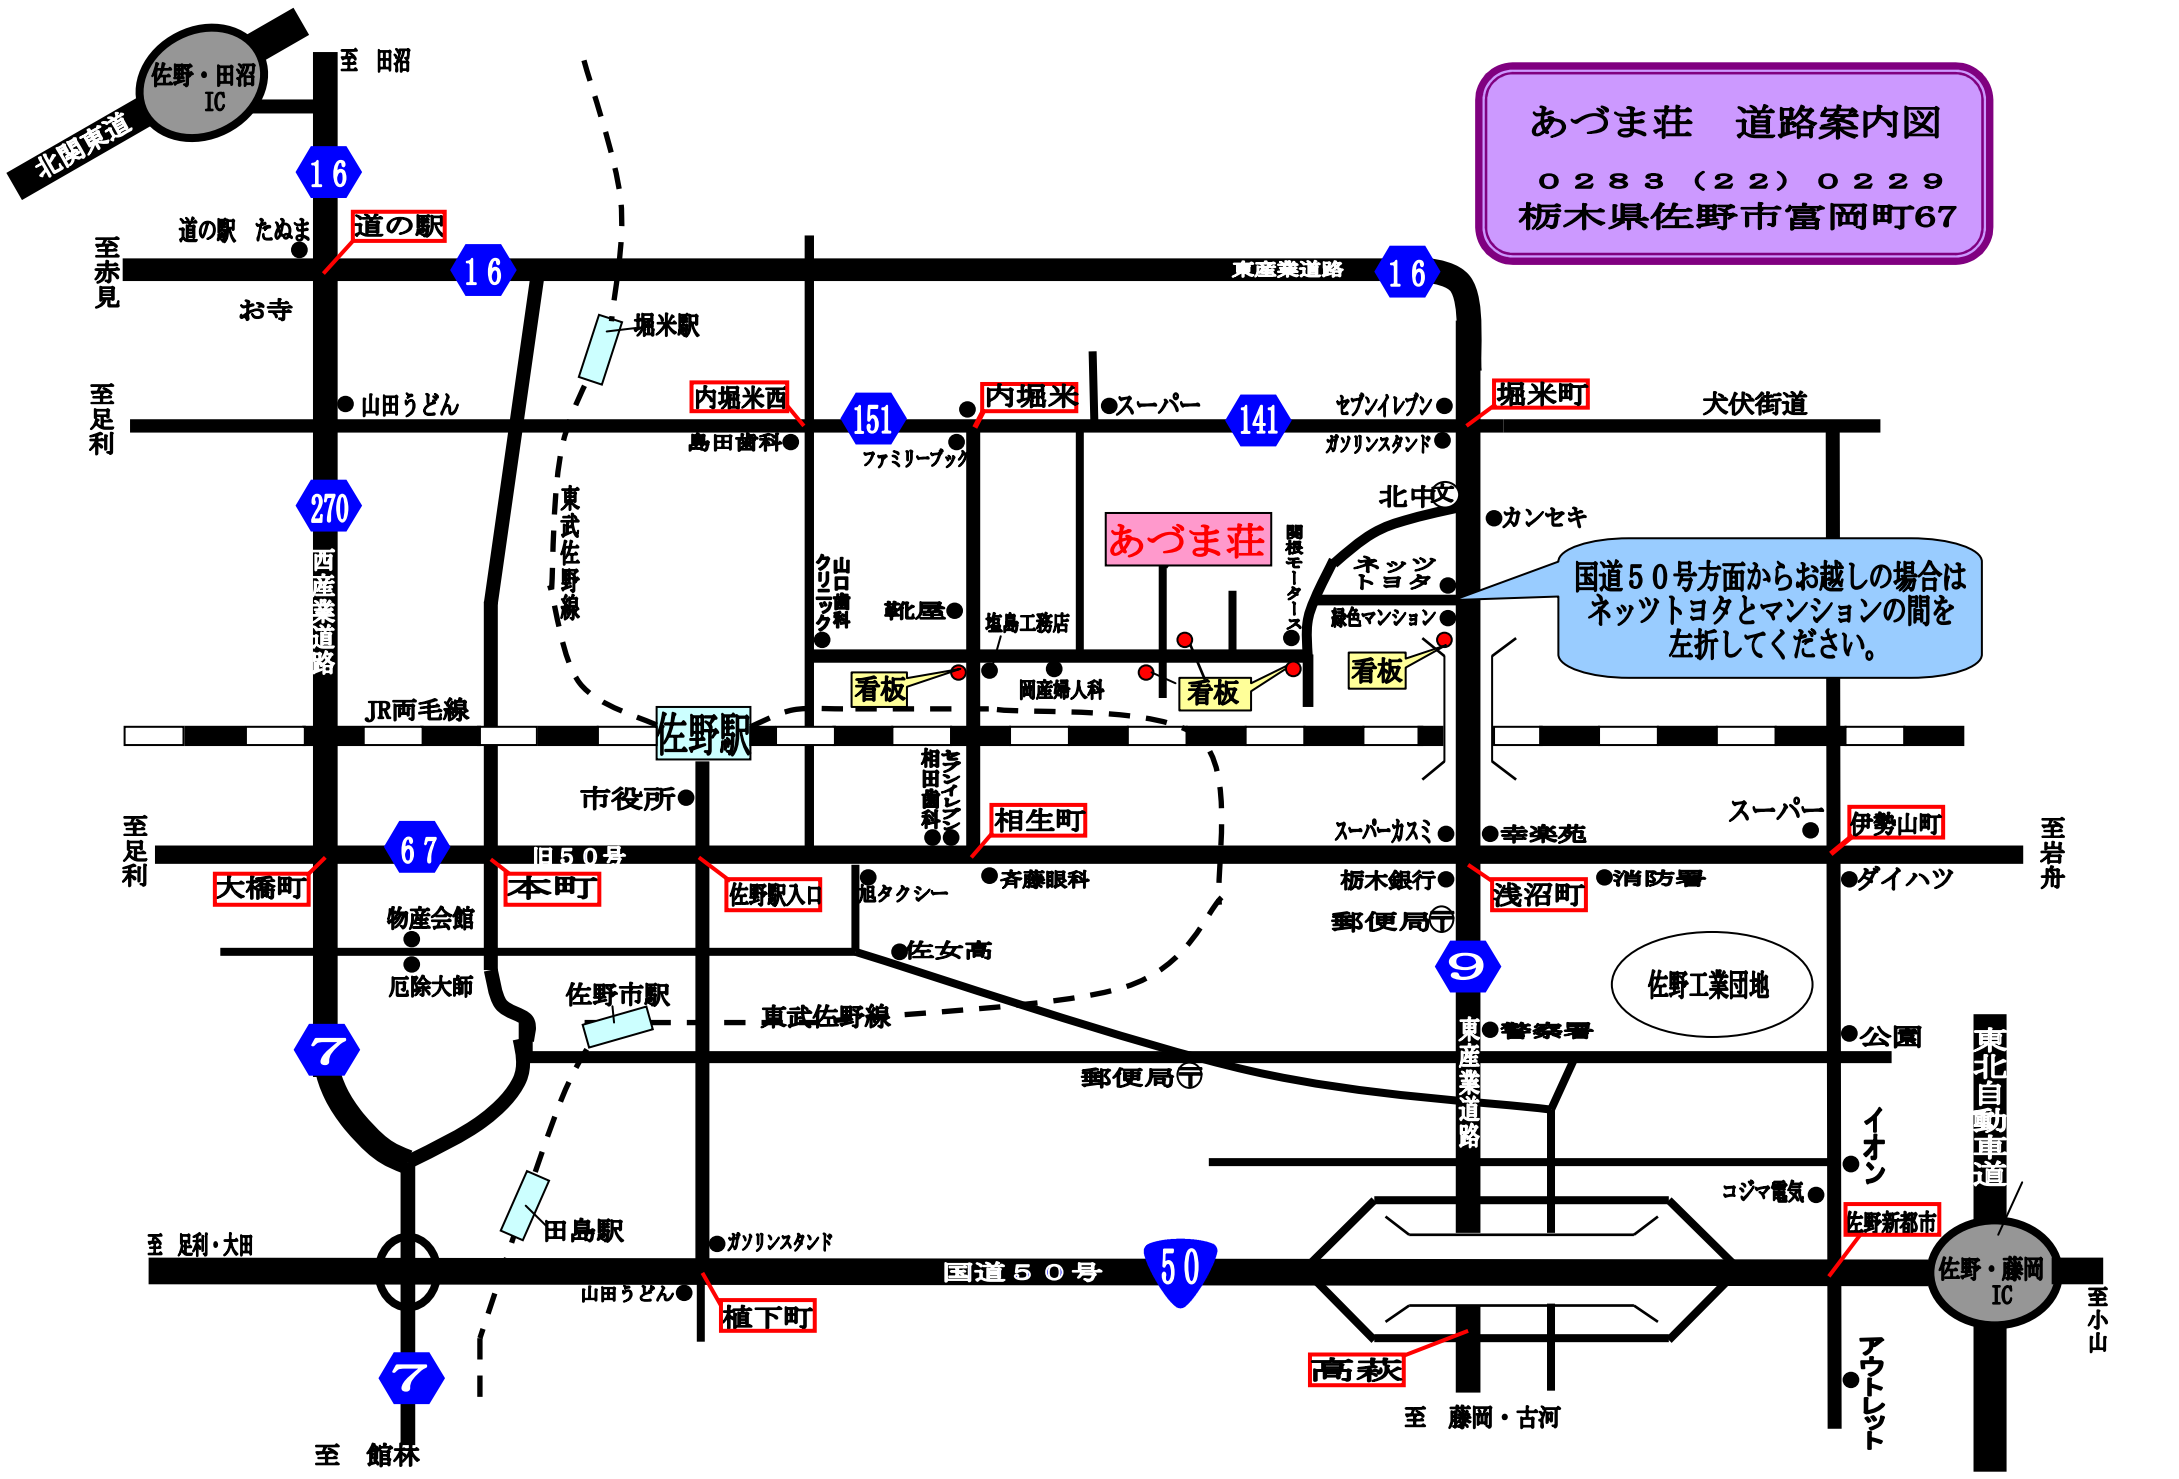 至　田沼
佐野・田沼
IC
北関東道
16
あづま荘　道路案内図
０２８３（２２）０２２９
栃木県佐野市富岡町67
道の駅　たぬま
道の駅
至赤見
16
東産業道路
16
お寺
堀米駅
至足利
山田うどん
内堀米西
151
内堀米
スーパー
141
セブンイレブン
堀米町
犬伏街道
島田歯科
ファミリーブック
ガソリンスタンド
270
東武佐野線
北中
文
カンセキ
あづま荘
関根モータース
西産業道路
山口歯科
クリニック
ネッツ
トヨタ
国道５０号方面からお越しの場合は
ネッツトヨタとマンションの間を
左折してください。
靴屋
塩島工務店
緑色マンション
看板
岡産婦人科
看板
看板
JR両毛線
佐野駅
相田歯科
セブンイレブン
市役所
相生町
スーパーカスミ
幸楽苑
スーパー
伊勢山町
至足利
67
旧５０号
至岩舟
大橋町
本町
佐野駅入口
旭タクシー
斉藤眼科
栃木銀行
浅沼町
消防署
ダイハツ
物産会館
郵便局〒
佐女高
厄除大師
9
佐野工業団地
佐野市駅
東武佐野線
7
東産業道路
警察署
公園
東北自動車道
郵便局〒
イオン
コジマ電気
田島駅
佐野新都市
至　足利・大田
ガソリンスタンド
国道５０号
50
佐野・藤岡
IC
山田うどん
植下町
至小山
高萩
アウトレット
7
至　藤岡・古河
至　館林